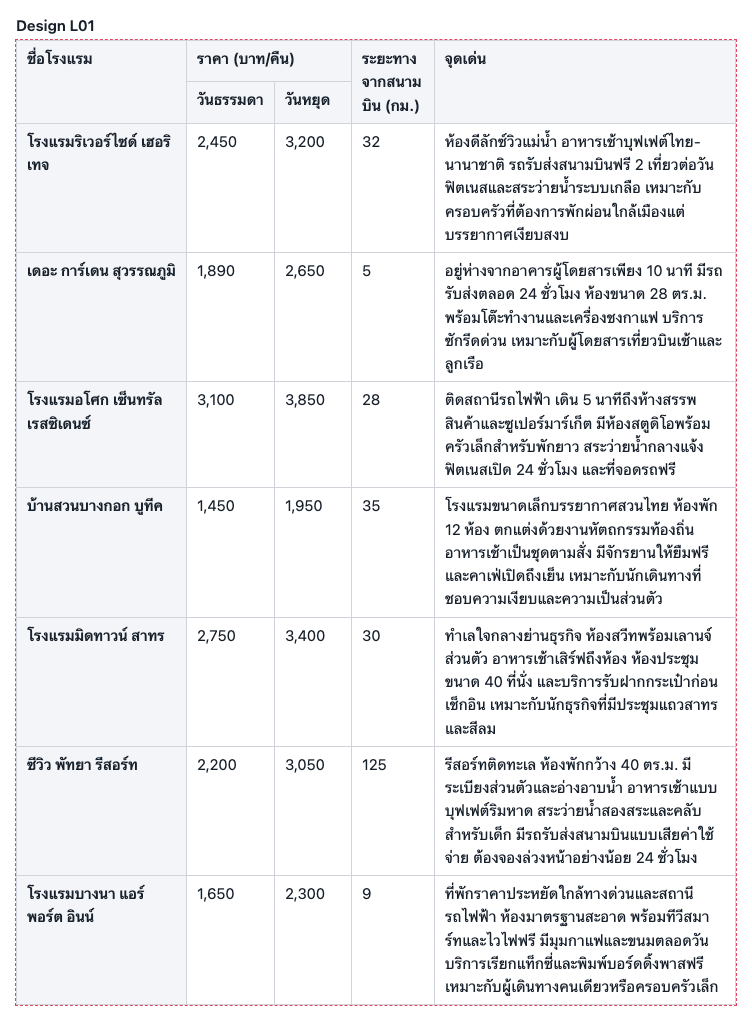 Design L01
ชื่อโรงแรม
ราคา (บาท/คืน)
ระยะทาง
จากสนาม
บิน (กม.)
จุดเด่น
วันธรรมดา
วันหยุด
โรงแรมริเวอร์ไซด์ เฮอริ
เทจ
2,450
3,200
32
ห้องดีลักซ์วิวแม่น้ำ อาหารเช้าบุฟเฟต์ไทย-
นานาชาติ รถรับส่งสนามบินฟรี 2 เที่ยวต่อวัน
ฟิตเนสและสระว่ายน้ำระบบเกลือ เหมาะกับ
ครอบครัวที่ต้องการพักผ่อนใกล้เมืองแต่
บรรยากาศเงียบสงบ
เดอะ การ์เดน สุวรรณภูมิ
1,890
2,650
5
อยู่ห่างจากอาคารผู้โดยสารเพียง 10 นาที มีรถ
รับส่งตลอด 24 ชั่วโมง ห้องขนาด 28 ตร.ม.
พร้อมโต๊ะทำงานและเครื่องชงกาแฟ บริการ
ซักรีดด่วน เหมาะกับผู้โดยสารเที่ยวบินเช้าและ
ลูกเรือ
โรงแรมอโศก เซ็นทรัล
เรสซิเดนซ์
3,100
3,850
28
ติดสถานีรถไฟฟ้า เดิน 5 นาทีถึงห้างสรรพ
สินค้าและซูเปอร์มาร์เก็ต มีห้องสตูดิโอพร้อม
ครัวเล็กสำหรับพักยาว สระว่ายน้ำกลางแจ้ง
ฟิตเนสเปิด 24 ชั่วโมง และที่จอดรถฟรี
บ้านสวนบางกอก บูทีค
1,450
1,950
35
โรงแรมขนาดเล็กบรรยากาศสวนไทย ห้องพัก
12 ห้อง ตกแต่งด้วยงานหัตถกรรมท้องถิ่น
อาหารเช้าเป็นชุดตามสั่ง มีจักรยานให้ยืมฟรี
และคาเฟ่เปิดถึงเย็น เหมาะกับนักเดินทางที่
ชอบความเงียบและความเป็นส่วนตัว
โรงแรมมิดทาวน์ สาทร
2,750
3,400
30
ทำเลใจกลางย่านธุรกิจ ห้องสวีทพร้อมเลานจ์
ส่วนตัว อาหารเช้าเสิร์ฟถึงห้อง ห้องประชุม
ขนาด 40 ที่นั่ง และบริการรับฝากกระเป๋าก่อน
เช็กอิน เหมาะกับนักธุรกิจที่มีประชุมแถวสาทร
และสีลม
ซีวิว พัทยา รีสอร์ท
2,200
3,050
125
รีสอร์ทติดทะเล ห้องพักกว้าง 40 ตร.ม. มี
ระเบียงส่วนตัวและอ่างอาบน้ำ อาหารเช้าแบบ
บุฟเฟต์ริมหาด สระว่ายน้ำสองสระและคลับ
สำหรับเด็ก มีรถรับส่งสนามบินแบบเสียค่าใช้
จ่าย ต้องจองล่วงหน้าอย่างน้อย 24 ชั่วโมง
โรงแรมบางนา แอร์
พอร์ต อินน์
1,650
2,300
9
ที่พักราคาประหยัดใกล้ทางด่วนและสถานี
รถไฟฟ้า ห้องมาตรฐานสะอาด พร้อมทีวีสมา
ร์ทและไวไฟฟรี มีมุมกาแฟและขนมตลอดวัน
บริการเรียกแท็กซี่และพิมพ์บอร์ดดิ้งพาสฟรี
เหมาะกับผู้เดินทางคนเดียวหรือครอบครัวเล็ก